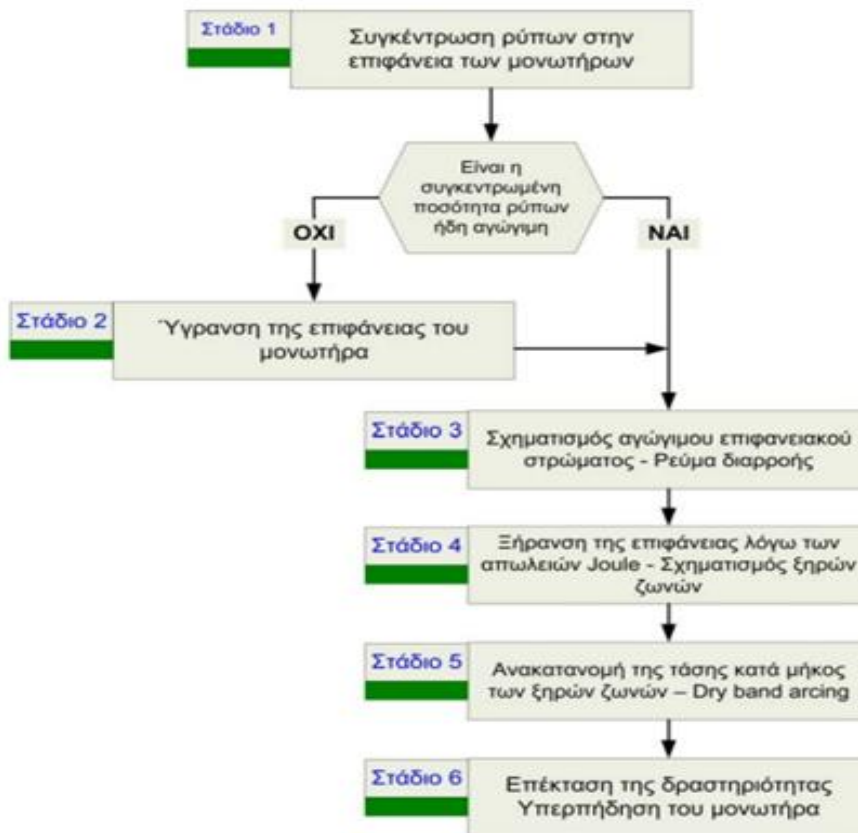 Στάδιο 1
Συγκέντρωση ρύπων στην
επιφάνεια των μονωτήρων
Είναι η
συγκεντρωμένη
ποσότητα ρύπων
ήδη αγώγιμη
ΟΧΙ
ΝΑΙ
Στάδιο 2
Ύγρανση της επιφάνειας του
μονωτήρα
Στάδιο 3
Σχηματισμός αγώγιμου επιφανειακού
στρώματος - Ρεύμα διαρροής
Στάδιο 4
Ξήρανση της επιφάνειας λόγω των
απωλειών Joule - Σχηματισμός ξηρών
ζωνών
Στάδιο 5
Ανακατανομή της τάσης κατά μήκος
των ξηρών ζωνών – Dry band arcing
Στάδιο 6
Επέκταση της δραστηριότητας
Υπερπήδηση του μονωτήρα